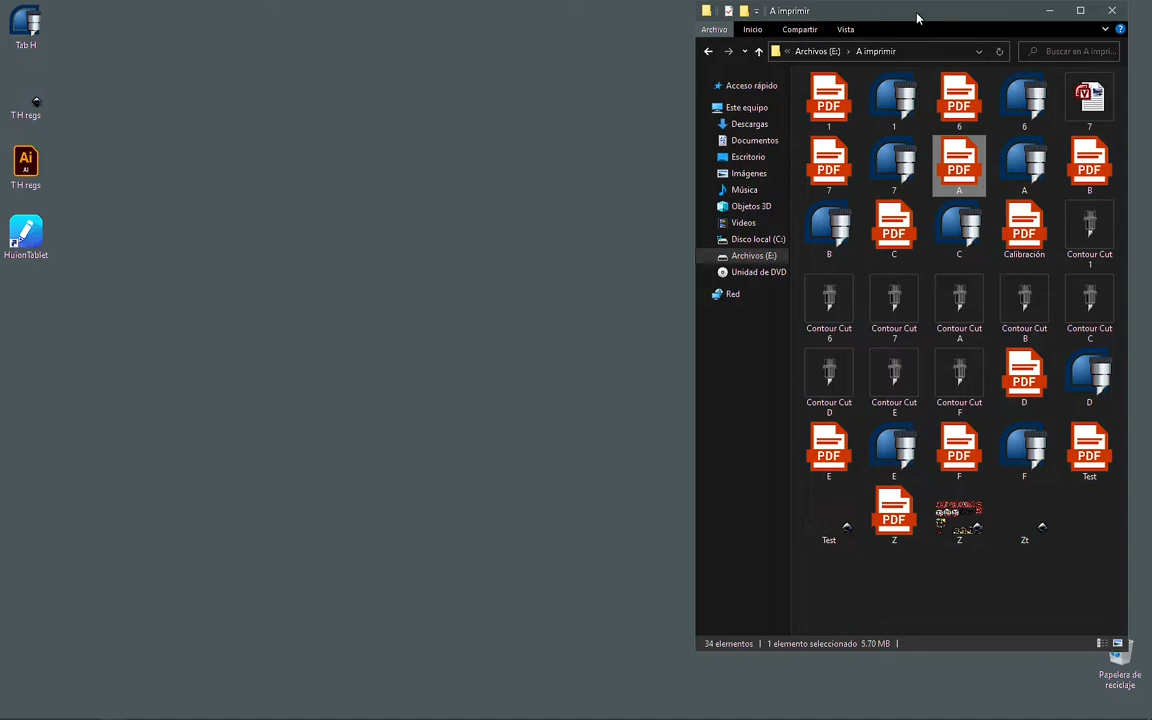 Tab H
T H regs
Ai
AI
T H regs
HuionTablet
A imprimir
Archivo Inicio Compartir Vista
« Archivos (E:) › A imprimir
Buscar en A impri...
Acceso rápido
Este equipo
Descargas
Documentos
Escritorio
Imágenes
Música
Objetos 3D
Videos
Disco local (C:)
Archivos (E:)
Unidad de DVD
Red
PDF PDF V
1 1 6 6 7
PDF PDF PDF
7 7 A A B
PDF PDF
B C C Calibración Contour Cut 1
Contour Cut 6 Contour Cut 7 Contour Cut A Contour Cut B Contour Cut C
PDF
Contour Cut D Contour Cut E Contour Cut F D D
PDF PDF PDF
E E F F Test
PDF
Test Z Z Zt
34 elementos 1 elemento seleccionado 5.70 MB
Papelera de
reciclaje